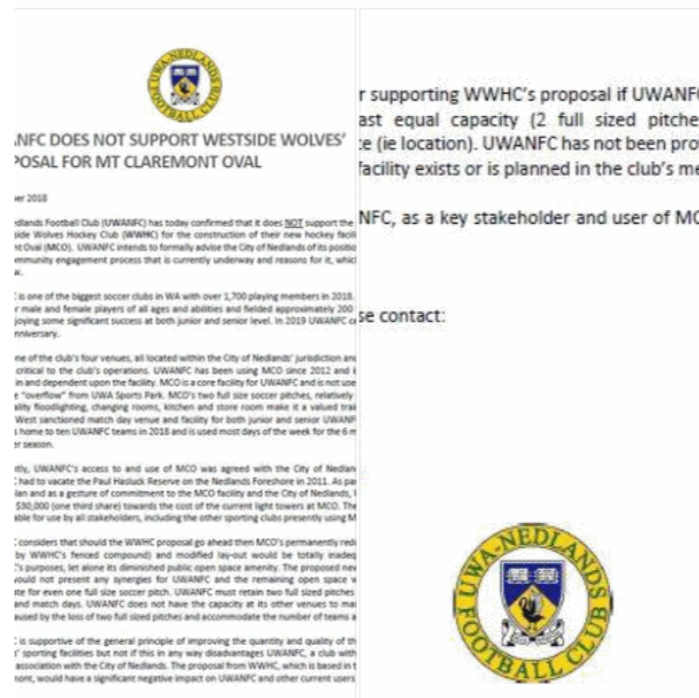 UWA-NEDLANDS
FOOTBALL CLUB
NFC DOES NOT SUPPORT WESTSIDE WOLVES'
POSAL FOR MT CLAREMONT OVAL
er 2018
edlands Football Club (UWANFC) has today confirmed that it does NOT support the
side Wolves Hockey Club (WWHC) for the construction of their new hockey facili
nt Oval (MCO). UWANFC intends to formally advise the City of Nedlands of its positio
mmunity engagement process that is currently underway and reasons for it, whic
w.
is one of the biggest soccer clubs in WA with over 1,700 playing members in 2018.
r male and female players of all ages and abilities and fielded approximately 200
joying some significant success at both junior and senior level. In 2019 UWANFC ce
nniversary.
ne of the club's four venues, all located within the City of Nedlands' jurisdiction and
critical to the club's operations. UWANFC has been using MCO since 2012 and i
in and dependent upon the facility. MCO is a core facility for UWANFC and is not use
e "overflow" from UWA Sports Park. MCO's two full size soccer pitches, relatively
ality floodlighting, changing rooms, kitchen and store room make it a valued trai
West sanctioned match day venue and facility for both junior and senior UWANF
home to ten UWANFC teams in 2018 and is used most days of the week for the 6 m
er season.
tly, UWANFC's access to and use of MCO was agreed with the City of Nedlan
had to vacate the Paul Hasluck Reserve on the Nedlands Foreshore in 2011. As pa
lan and as a gesture of commitment to the MCO facility and the City of Nedlands,
$30,000 (one third share) towards the cost of the current light towers at MCO. The
able for use by all stakeholders, including the other sporting clubs presently using M
considers that should the WWHC proposal go ahead then MCO's permanently redu
by WWHC's fenced compound) and modified lay-out would be totally inadeq
's purposes, let alone its diminished public open space amenity. The proposed new
would not present any synergies for UWANFC and the remaining open space w
te for even one full size soccer pitch. UWANFC must retain two full sized pitches
and match days. UWANFC does not have the capacity at its other venues to ma
aused by the loss of two full sized pitches and accommodate the number of teams a
is supportive of the general principle of improving the quantity and quality of th
s' sporting facilities but not if this in any way disadvantages UWANFC, a club with
association with the City of Nedlands. The proposal from WWHC, which is based in t
mont, would have a significant negative impact on UWANFC and other current users
r supporting WWHC's proposal if UWANF
ast equal capacity (2 full sized pitche
e (ie location). UWANFC has not been pro
facility exists or is planned in the club's me
NFC, as a key stakeholder and user of MC
se contact:
UWA-NEDLANDS
FOOTBALL CLUB